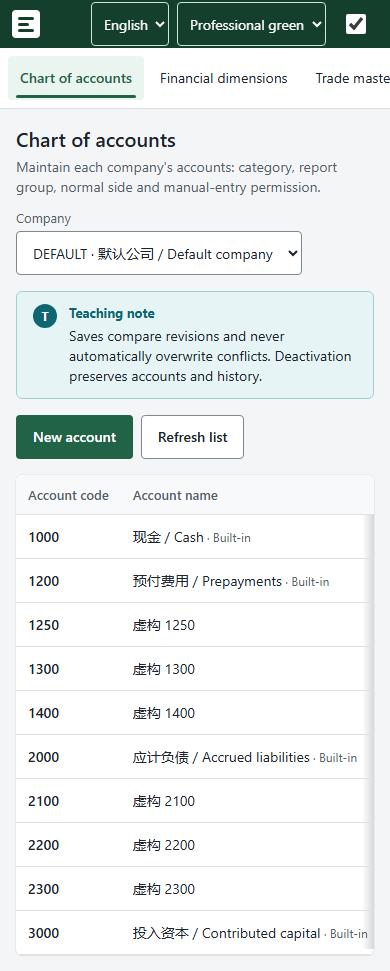 English
Professional green
Chart of accounts
Financial dimensions
Trade maste
Chart of accounts
Maintain each company's accounts: category, report
group, normal side and manual-entry permission.
Company
DEFAULT · 默认公司 / Default company
T
Teaching note
Saves compare revisions and never
automatically overwrite conflicts. Deactivation
preserves accounts and history.
New account
Refresh list
Account code
Account name
1000 现金 / Cash · Built-in
1200 预付费用 / Prepayments · Built-in
1250 虚构 1250
1300 虚构 1300
1400 虚构 1400
2000 应计负债 / Accrued liabilities · Built-in
2100 虚构 2100
2200 虚构 2200
2300 虚构 2300
3000 投入资本 / Contributed capital · Built-in